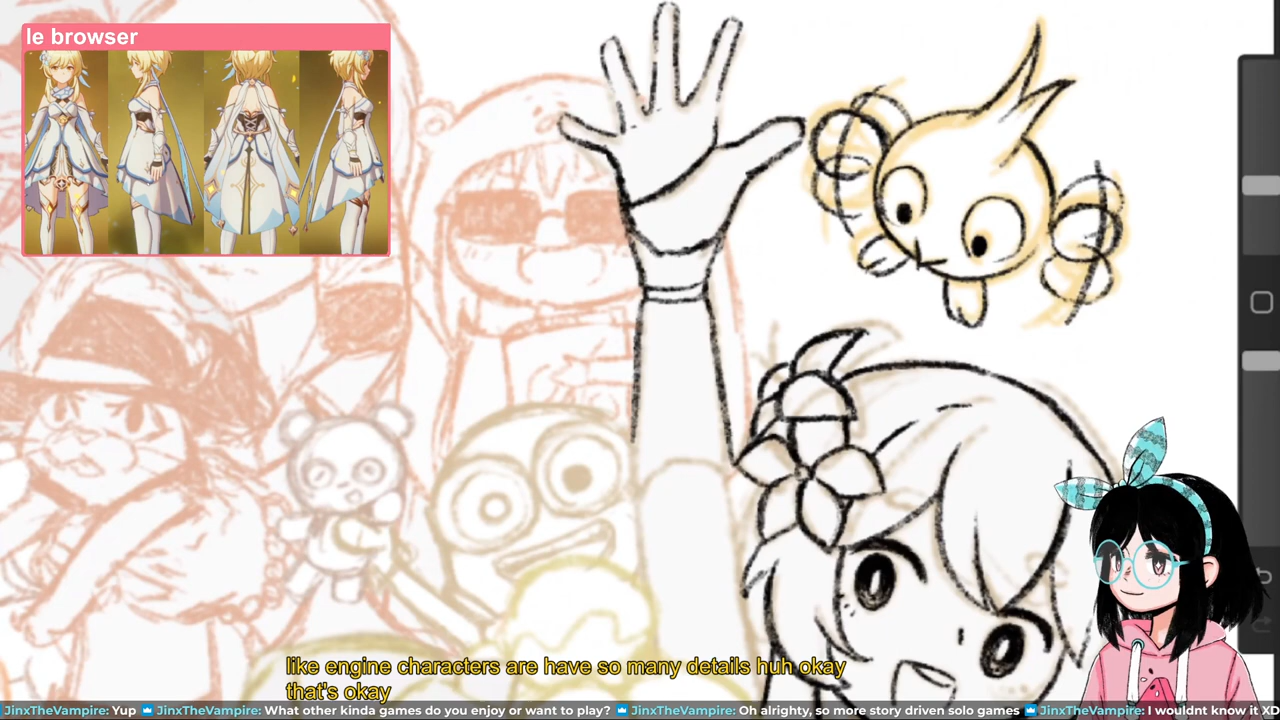 le browser
like engine characters are have so many details huh okay
that's okay
JinxTheVampire: Yup JinxTheVampire: What other kinda games do you enjoy or want to play? JinxTheVampire: Oh alrighty, so more story driven solo games JinxTheVampire: I wouldnt know it XD